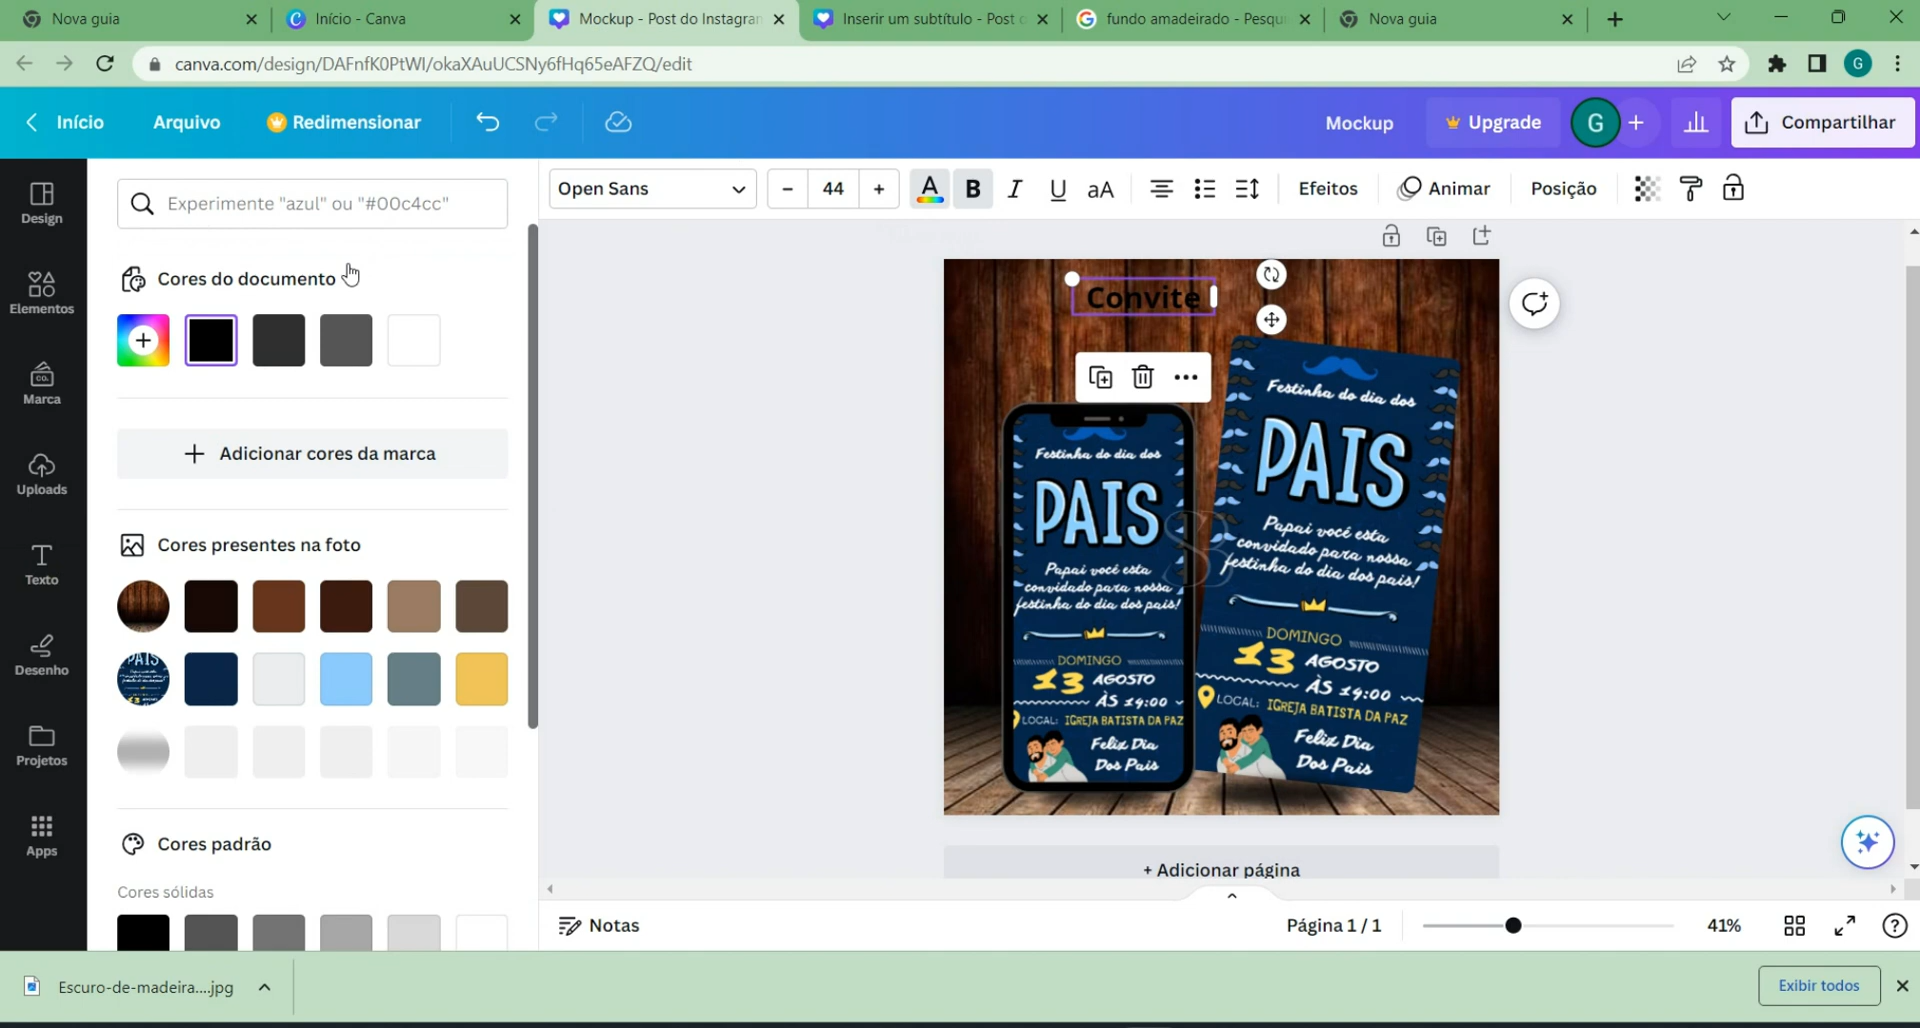 Nova guia
Início - Canva
Mockup - Post do Instagran
Inserir um subtítulo - Post d
fundo amadeirado - Pesqui
Nova guia
canva.com/design/DAFnfK0PtWI/okaXAuUCSNy6fHq65eAFZQ/edit
G
Início
Arquivo
Redimensionar
Mockup
Upgrade
G
Compartilhar
Design
Elementos
CO.
Marca
Uploads
Texto
Desenho
Projetos
Apps
Experimente "azul" ou "#00c4cc"
Cores do documento
Adicionar cores da marca
Cores presentes na foto
Cores padrão
Cores sólidas
Open Sans
44
A
B
I
U
aA
Efeitos
Animar
Posição
Convite
Festinha do dia dos
PAIS
Papai você esta
convidado para nossa
festinha do dia dos pais!
DOMINGO
13 AGOSTO
ÀS 14:00
LOCAL: IGREJA BATISTA DA PAZ
Feliz Dia
Dos Pais
Festinha do dia dos
PAIS
Papai você esta
convidado para nossa
festinha do dia dos pais!
DOMINGO
13 AGOSTO
ÀS 14:00
LOCAL: IGREJA BATISTA DA PAZ
Feliz Dia
Dos Pais
+ Adicionar página
Notas
Página 1 / 1
41%
Escuro-de-madeira....jpg
Exibir todos